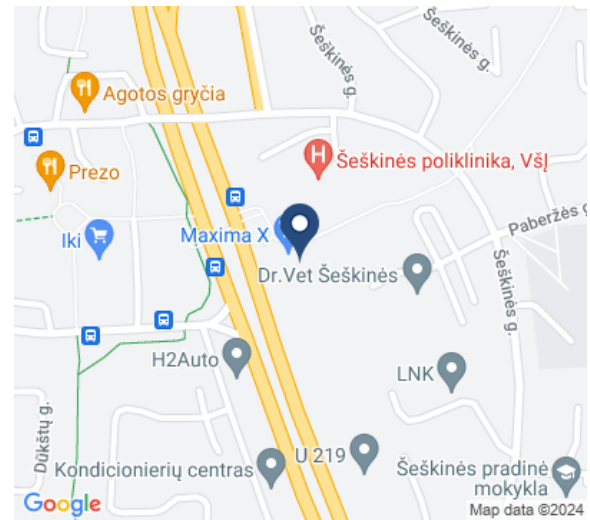 Šeškinės g.
Šeškinės g.
Agotos gryčia
H
Šeškinės poliklinika, VšĮ
Prezo
Paberžės g
Iki
Maxima X
Dr.Vet Šeškinės
Šeškinės g.
H2Auto
LNK
Dūkštų g.
Kondicionierių centras
U 219
Šeškinės pradinė
mokykla
Google
Map data ©2024